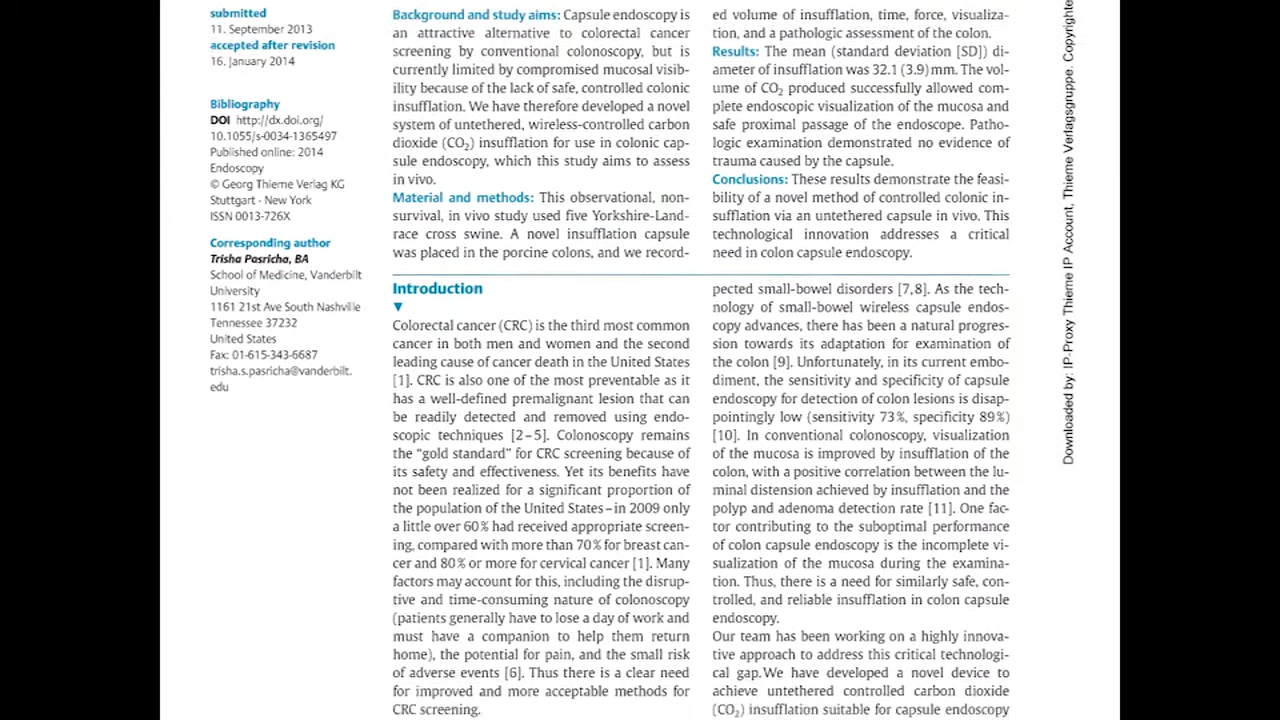 submitted
11. September 2013
accepted after revision
16. January 2014
Bibliography
DOI http://dx.doi.org/
10.1055/s-0034-1365497
Published online: 2014
Endoscopy
© Georg Thieme Verlag KG
Stuttgart · New York
ISSN 0013-726X
Corresponding author
Trisha Pasricha, BA
School of Medicine, Vanderbilt
University
1161 21st Ave South Nashville
Tennessee 37232
United States
Fax: 01-615-343-6687
trisha.s.pasricha@vanderbilt.
edu
Background and study aims: Capsule endoscopy is
an attractive alternative to colorectal cancer
screening by conventional colonoscopy, but is
currently limited by compromised mucosal visib-
ility because of the lack of safe, controlled colonic
insufflation. We have therefore developed a novel
system of untethered, wireless-controlled carbon
dioxide (CO2) insufflation for use in colonic cap-
sule endoscopy, which this study aims to assess
in vivo.
Material and methods: This observational, non-
survival, in vivo study used five Yorkshire-Land-
race cross swine. A novel insufflation capsule
was placed in the porcine colons, and we record-
ed volume of insufflation, time, force, visualiza-
tion, and a pathologic assessment of the colon.
Results: The mean (standard deviation [SD]) di-
ameter of insufflation was 32.1 (3.9) mm. The vol-
ume of CO2 produced successfully allowed com-
plete endoscopic visualization of the mucosa and
safe proximal passage of the endoscope. Patho-
logic examination demonstrated no evidence of
trauma caused by the capsule.
Conclusions: These results demonstrate the feasi-
bility of a novel method of controlled colonic in-
sufflation via an untethered capsule in vivo. This
technological innovation addresses a critical
need in colon capsule endoscopy.
Introduction
▼
Colorectal cancer (CRC) is the third most common
cancer in both men and women and the second
leading cause of cancer death in the United States
[1]. CRC is also one of the most preventable as it
has a well-defined premalignant lesion that can
be readily detected and removed using endo-
scopic techniques [2–5]. Colonoscopy remains
the "gold standard" for CRC screening because of
its safety and effectiveness. Yet its benefits have
not been realized for a significant proportion of
the population of the United States – in 2009 only
a little over 60 % had received appropriate screen-
ing, compared with more than 70 % for breast can-
cer and 80 % or more for cervical cancer [1]. Many
factors may account for this, including the disrup-
tive and time-consuming nature of colonoscopy
(patients generally have to lose a day of work and
must have a companion to help them return
home), the potential for pain, and the small risk
of adverse events [6]. Thus there is a clear need
for improved and more acceptable methods for
CRC screening.
pected small-bowel disorders [7,8]. As the tech-
nology of small-bowel wireless capsule endos-
copy advances, there has been a natural progres-
sion towards its adaptation for examination of
the colon [9]. Unfortunately, in its current embo-
diment, the sensitivity and specificity of capsule
endoscopy for detection of colon lesions is disap-
pointingly low (sensitivity 73 %, specificity 89 %)
[10]. In conventional colonoscopy, visualization
of the mucosa is improved by insufflation of the
colon, with a positive correlation between the lu-
minal distension achieved by insufflation and the
polyp and adenoma detection rate [11]. One fac-
tor contributing to the suboptimal performance
of colon capsule endoscopy is the incomplete vi-
sualization of the mucosa during the examina-
tion. Thus, there is a need for similarly safe, con-
trolled, and reliable insufflation in colon capsule
endoscopy.
Our team has been working on a highly innova-
tive approach to address this critical technologi-
cal gap.We have developed a novel device to
achieve untethered controlled carbon dioxide
(CO2) insufflation suitable for capsule endoscopy
Downloaded by: IP-Proxy Thieme IP Account, Thieme Verlagsgruppe. Copyrighte